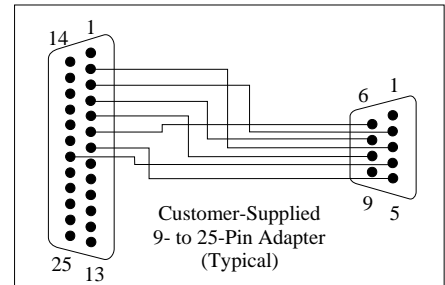 14 1
6 1
9 5
Customer-Supplied
9- to 25-Pin Adapter
(Typical)
25 13